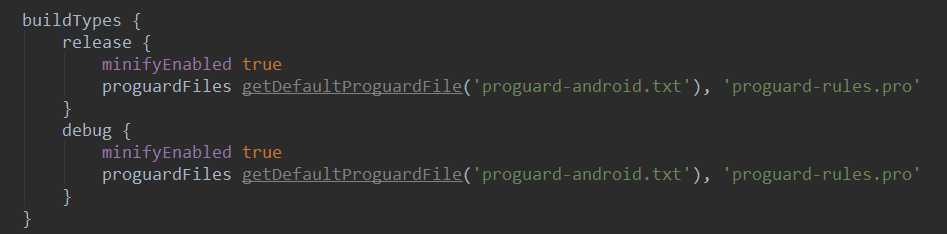 buildTypes {
    release {
        minifyEnabled true
        proguardFiles getDefaultProguardFile('proguard-android.txt'), 'proguard-rules.pro'
    }
    debug {
        minifyEnabled true
        proguardFiles getDefaultProguardFile('proguard-android.txt'), 'proguard-rules.pro'
    }
}